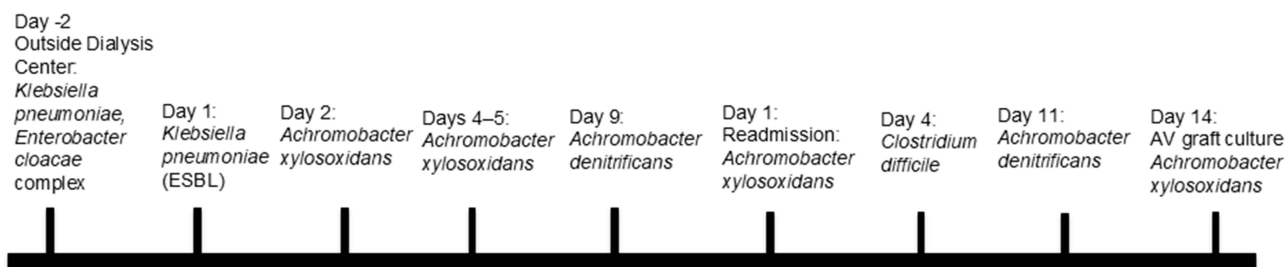 Day -2
Outside Dialysis
Center:
Klebsiella
pneumoniae,
Enterobacter
cloacae
complex
Day 1:
Klebsiella
pneumoniae
(ESBL)
Day 2:
Achromobacter
xylosoxidans
Days 4–5:
Achromobacter
xylosoxidans
Day 9:
Achromobacter
denitrificans
Day 1:
Readmission:
Achromobacter
xylosoxidans
Day 4:
Clostridium
difficile
Day 11:
Achromobacter
denitrificans
Day 14:
AV graft culture
Achromobacter
xylosoxidans